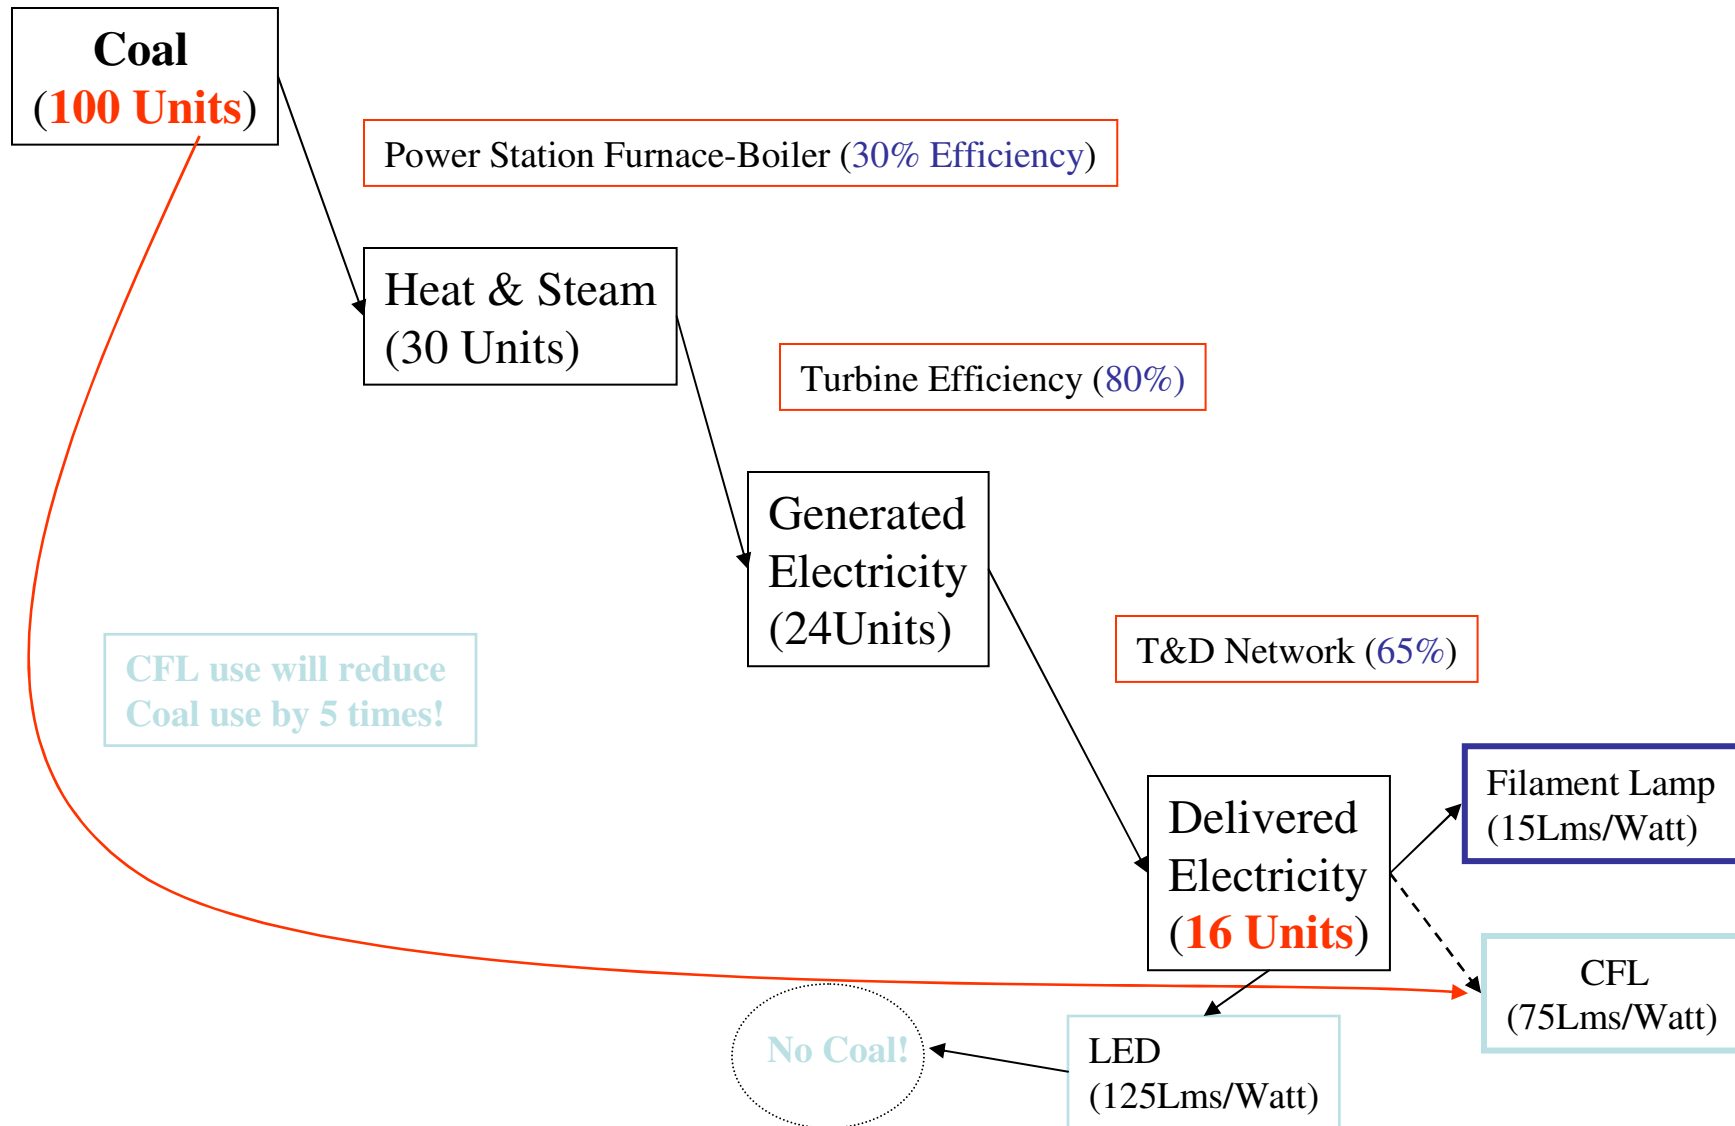 Coal
(100 Units)
Power Station Furnace-Boiler (30% Efficiency)
Heat & Steam
(30 Units)
Turbine Efficiency (80%)
Generated
Electricity
(24Units)
T&D Network (65%)
CFL use will reduce
Coal use by 5 times!
Filament Lamp
(15Lms/Watt)
Delivered
Electricity
(16 Units)
CFL
(75Lms/Watt)
No Coal!
LED
(125Lms/Watt)